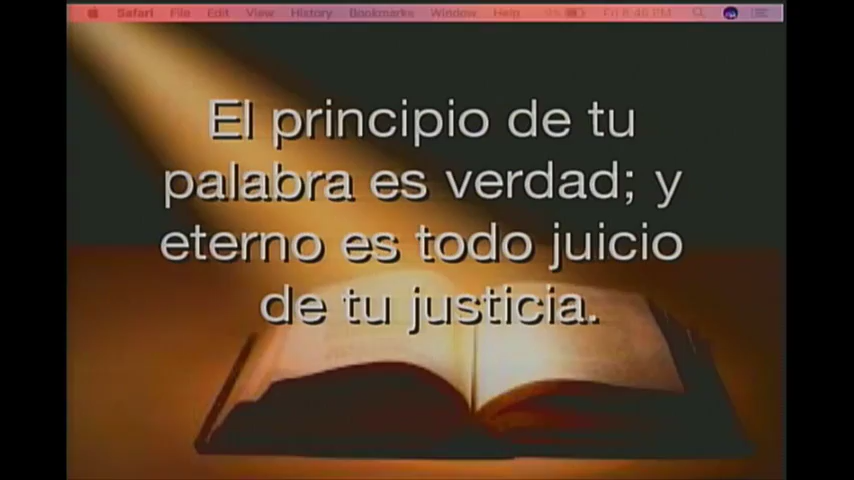 Safari File Edit View History Bookmarks Window Help
El principio de tu
palabra es verdad; y
eterno es todo juicio
de tu justicia.